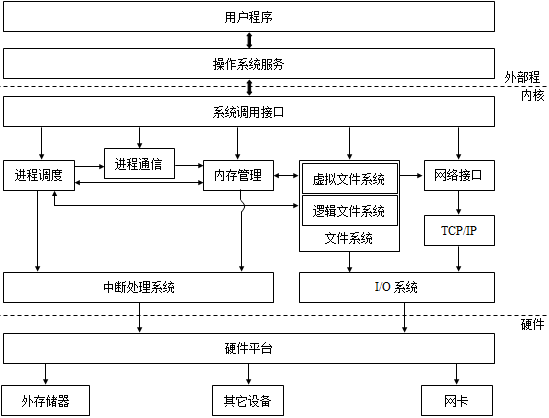 用户程序
操作系统服务
外部程
内核
系统调用接口
进程调度
进程通信
内存管理
虚拟文件系统
逻辑文件系统
文件系统
网络接口
TCP/IP
中断处理系统
I/O 系统
硬件
硬件平台
外存储器
其它设备
网卡